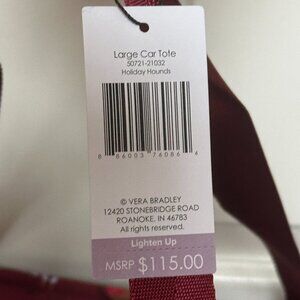 Large Car Tote
50721-21032
Holiday Hounds
8 86003 76086 4
© VERA BRADLEY
12420 STONEBRIDGE ROAD
ROANOKE, IN 46783
All rights reserved.
Lighten Up
MSRP $115.00